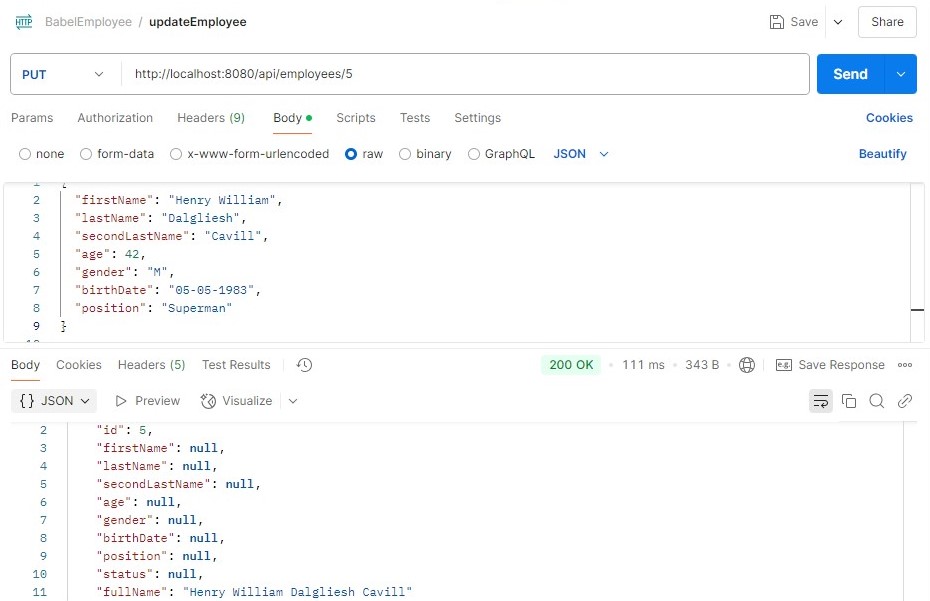 HTTP BabelEmployee / updateEmployee Save Share
PUT http://localhost:8080/api/employees/5 Send
Params Authorization Headers (9) Body Scripts Tests Settings Cookies
none form-data x-www-form-urlencoded raw binary GraphQL JSON Beautify
1 {
2 "firstName": "Henry William",
3 "lastName": "Dalgliesh",
4 "secondLastName": "Cavill",
5 "age": 42,
6 "gender": "M",
7 "birthDate": "05-05-1983",
8 "position": "Superman"
9 }
Body Cookies Headers (5) Test Results 200 OK • 111 ms • 343 B • e.g. Save Response
{} JSON Preview Visualize
2 "id": 5,
3 "firstName": null,
4 "lastName": null,
5 "secondLastName": null,
6 "age": null,
7 "gender": null,
8 "birthDate": null,
9 "position": null,
10 "status": null,
11 "fullName": "Henry William Dalgliesh Cavill"